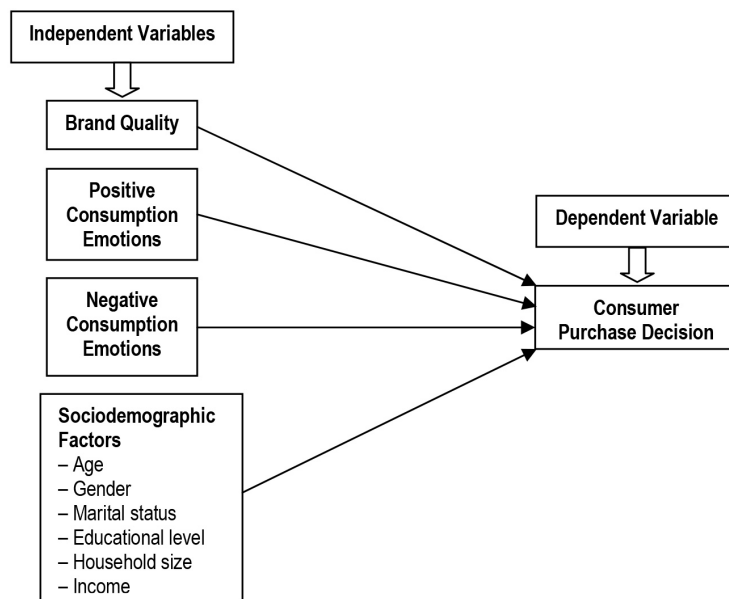 Independent Variables
Brand Quality
Positive
Consumption
Emotions
Negative
Consumption
Emotions
Sociodemographic
Factors
– Age
– Gender
– Marital status
– Educational level
– Household size
– Income
Dependent Variable
Consumer
Purchase Decision